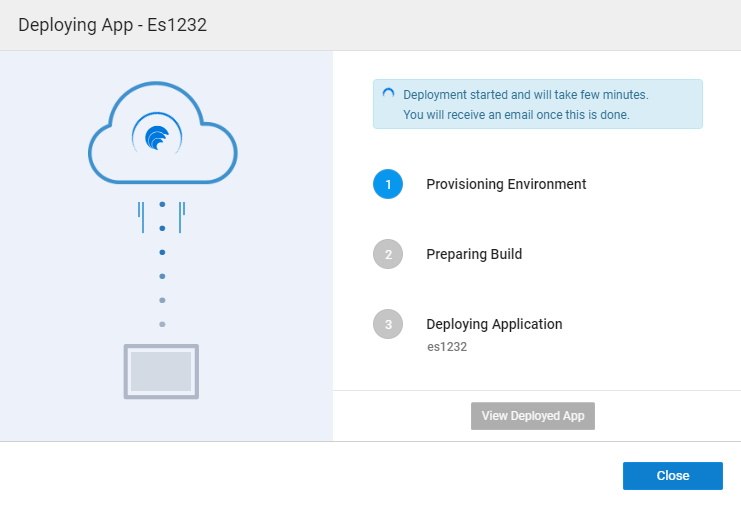 Deploying App - Es1232
Deployment started and will take few minutes.
You will receive an email once this is done.
1 Provisioning Environment
2 Preparing Build
3 Deploying Application
es1232
View Deployed App
Close